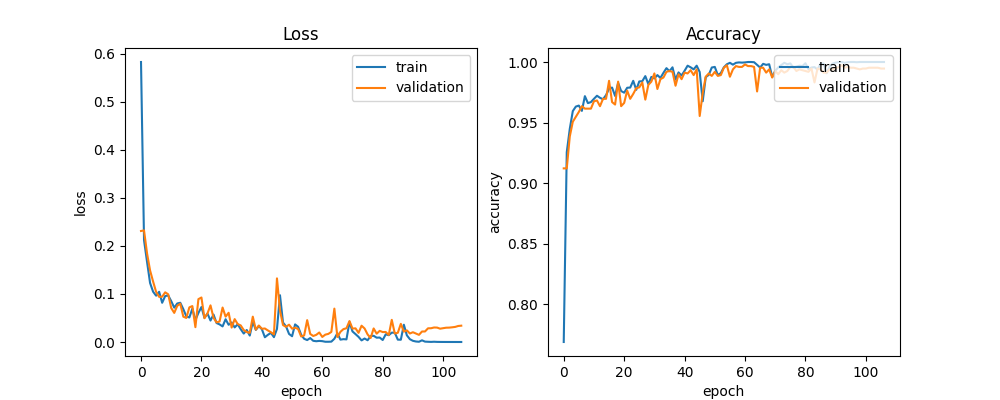 Loss
0.6
0.5
0.4
0.3
0.2
0.1
0.0
loss
train
validation
0 20 40 60 80 100
epoch
Accuracy
1.00
0.95
0.90
0.85
0.80
accuracy
train
validation
0 20 40 60 80 100
epoch